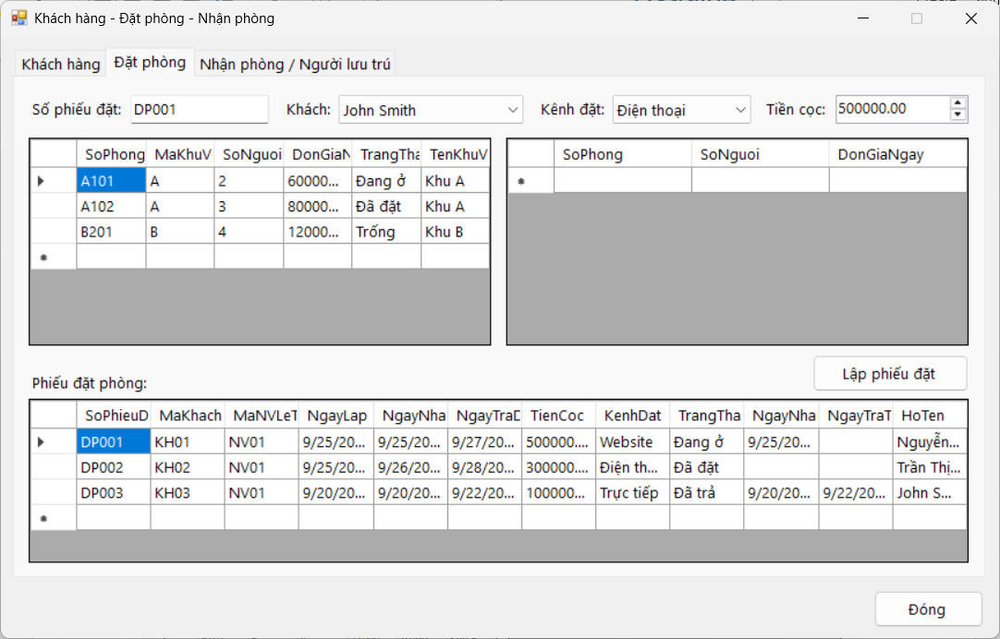 Khách hàng - Đặt phòng - Nhận phòng
Khách hàng Đặt phòng Nhận phòng / Người lưu trú
Số phiếu đặt: DP001 Khách: John Smith Kênh đặt: Điện thoại Tiền cọc: 500000.00
SoPhong MaKhuV SoNguoi DonGiaN TrangTha TenKhuV
A101 A 2 60000... Đang ở Khu A
A102 A 3 80000... Đã đặt Khu A
B201 B 4 12000... Trống Khu B
SoPhong SoNguoi DonGiaNgay
Lập phiếu đặt
Phiếu đặt phòng:
SoPhieuD MaKhach MaNVLeT NgayLap NgayNha NgayTraD TienCoc KenhDat TrangTha NgayNha NgayTraT HoTen
DP001 KH01 NV01 9/25/20... 9/25/20... 9/27/20... 500000.... Website Đang ở 9/25/20... Nguyễn...
DP002 KH02 NV01 9/25/20... 9/26/20... 9/28/20... 300000.... Điện th... Đã đặt Trần Thị...
DP003 KH03 NV01 9/20/20... 9/20/20... 9/22/20... 100000... Trực tiếp Đã trả 9/20/20... 9/22/20... John S...
Đóng